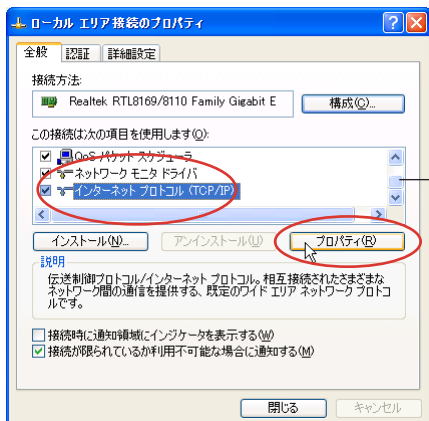 ローカル エリア接続のプロパティ
全般 認証 詳細設定
接続方法:
Realtek RTL8169/8110 Family Gigabit E 構成(C)...
この接続は次の項目を使用します(O):
QoS パケット スケジューラ
ネットワーク モニタ ドライバ
インターネット プロトコル (TCP/IP)
インストール(N)... アンインストール(U) プロパティ(R)
説明
伝送制御プロトコル/インターネット プロトコル。相互接続されたさまざまな
ネットワーク間の通信を提供する、既定のワイド エリア ネットワーク プロトコ
ルです。
接続時に通知領域にインジケータを表示する(W)
接続が限られているか利用不可能な場合に通知する(M)
閉じる キャンセル